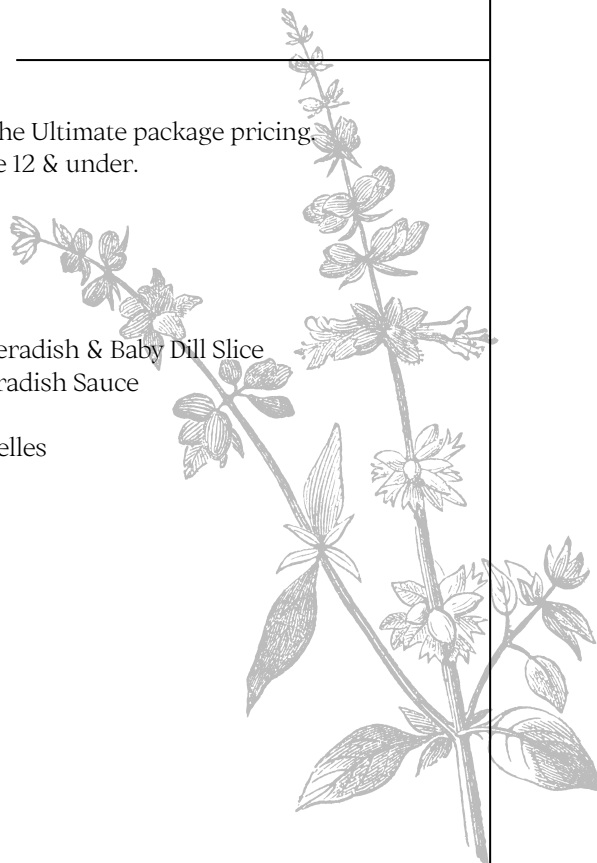 he Ultimate package pricing.
e 12 & under.
eradish & Baby Dill Slice
radish Sauce
elles